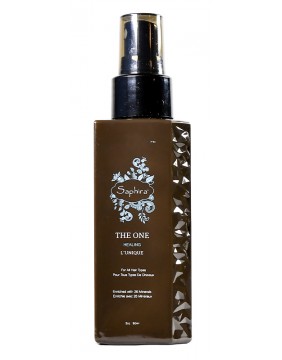 Saphira
THE ONE
HEALING
L'UNIQUE
For All Hair Types
Pour Tous Types De Cheveux
Enriched with 26 Minerals
Enrichie avec 26 Minéraux